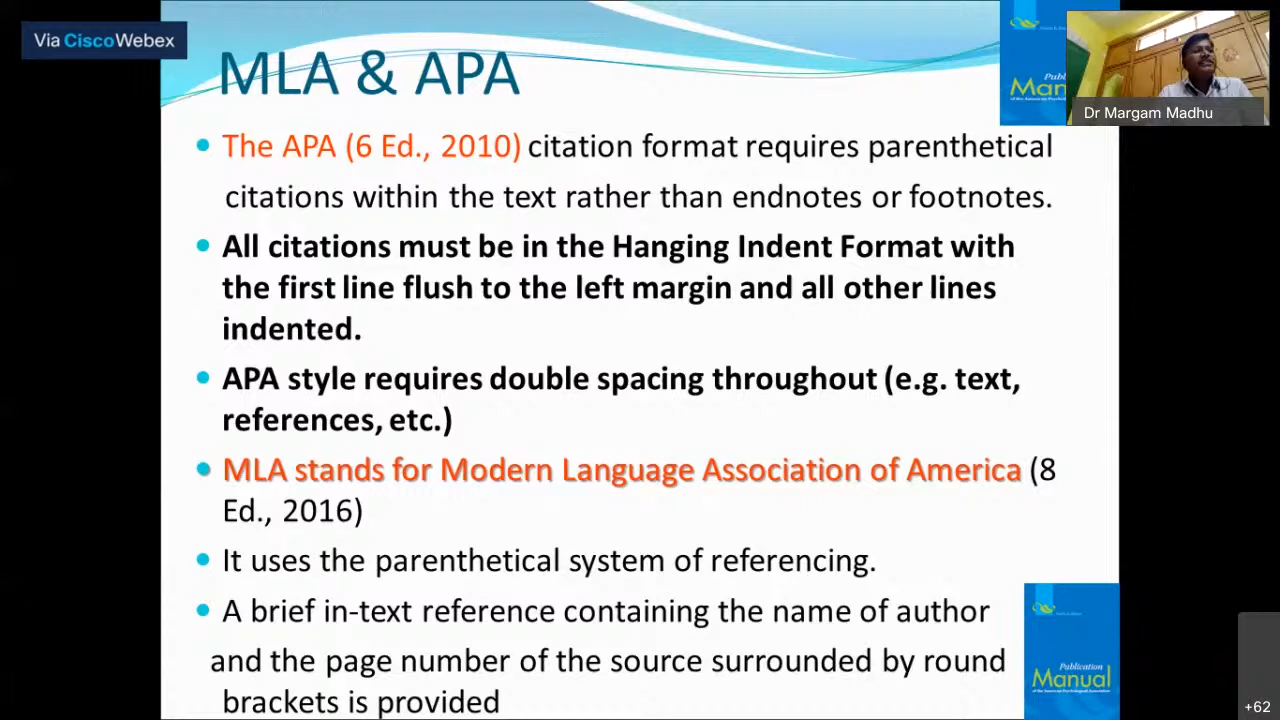 Via CiscoWebex
MLA & APA
Dr Margam Madhu
The APA (6 Ed., 2010) citation format requires parenthetical
citations within the text rather than endnotes or footnotes.
All citations must be in the Hanging Indent Format with
the first line flush to the left margin and all other lines
indented.
APA style requires double spacing throughout (e.g. text,
references, etc.)
MLA stands for Modern Language Association of America (8
Ed., 2016)
It uses the parenthetical system of referencing.
A brief in-text reference containing the name of author
and the page number of the source surrounded by round
brackets is provided
Publication
Manual
of the American Psychological Association
+62